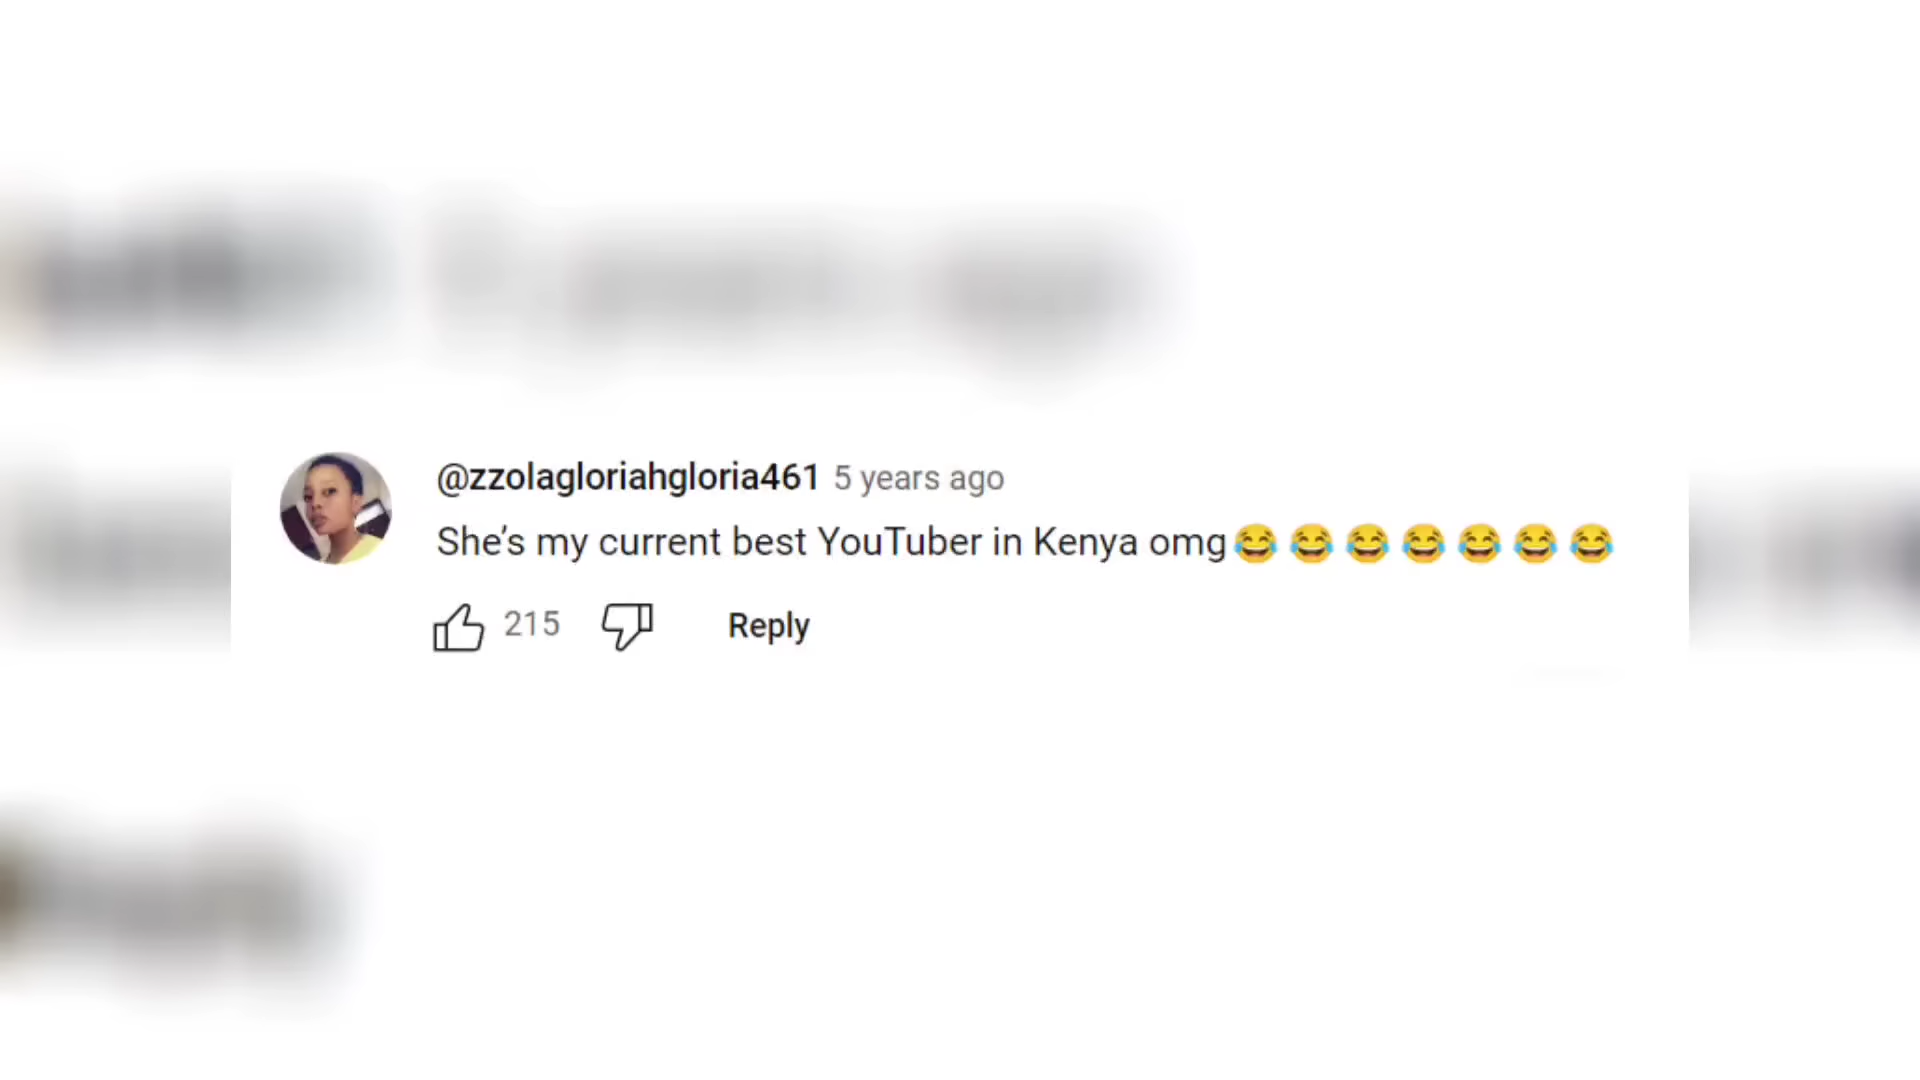 @zzolagloriahgloria461 5 years ago
She’s my current best YouTuber in Kenya omg😂😂😂😂😂😂😂
215 Reply